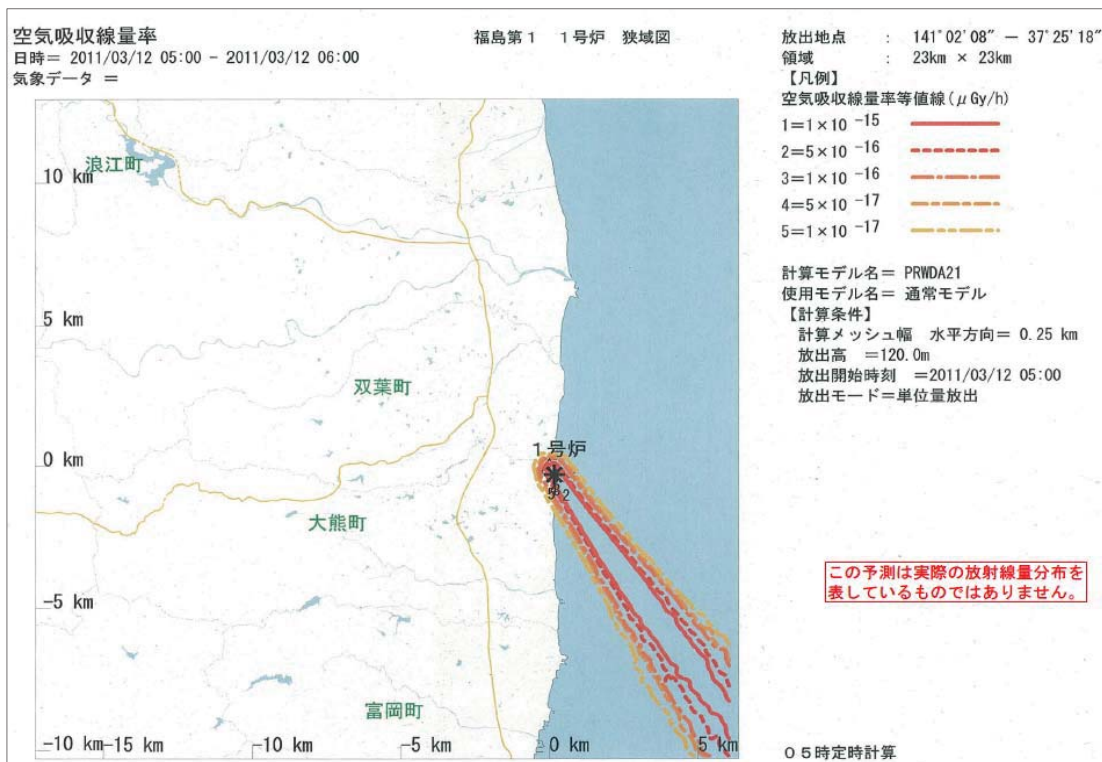 空気吸収線量率
日時= 2011/03/12 05:00 - 2011/03/12 06:00
気象データ =
福島第1 1号炉 狭域図
放出地点 : 141°02'08" - 37°25'18"
領域 : 23km × 23km
【凡例】
空気吸収線量率等値線(μGy/h)
1=1×10 -15
2=5×10 -16
3=1×10 -16
4=5×10 -17
5=1×10 -17
計算モデル名= PRWDA21
使用モデル名= 通常モデル
【計算条件】
計算メッシュ幅 水平方向= 0.25 km
放出高 =120.0m
放出開始時刻 =2011/03/12 05:00
放出モード=単位量放出
浪江町
10 km
5 km
双葉町
0 km
1号炉
2
大熊町
-5 km
富岡町
-10 km
-15 km
-10 km
-5 km
0 km
5 km
この予測は実際の放射線量分布を
表しているものではありません。
05時定時計算